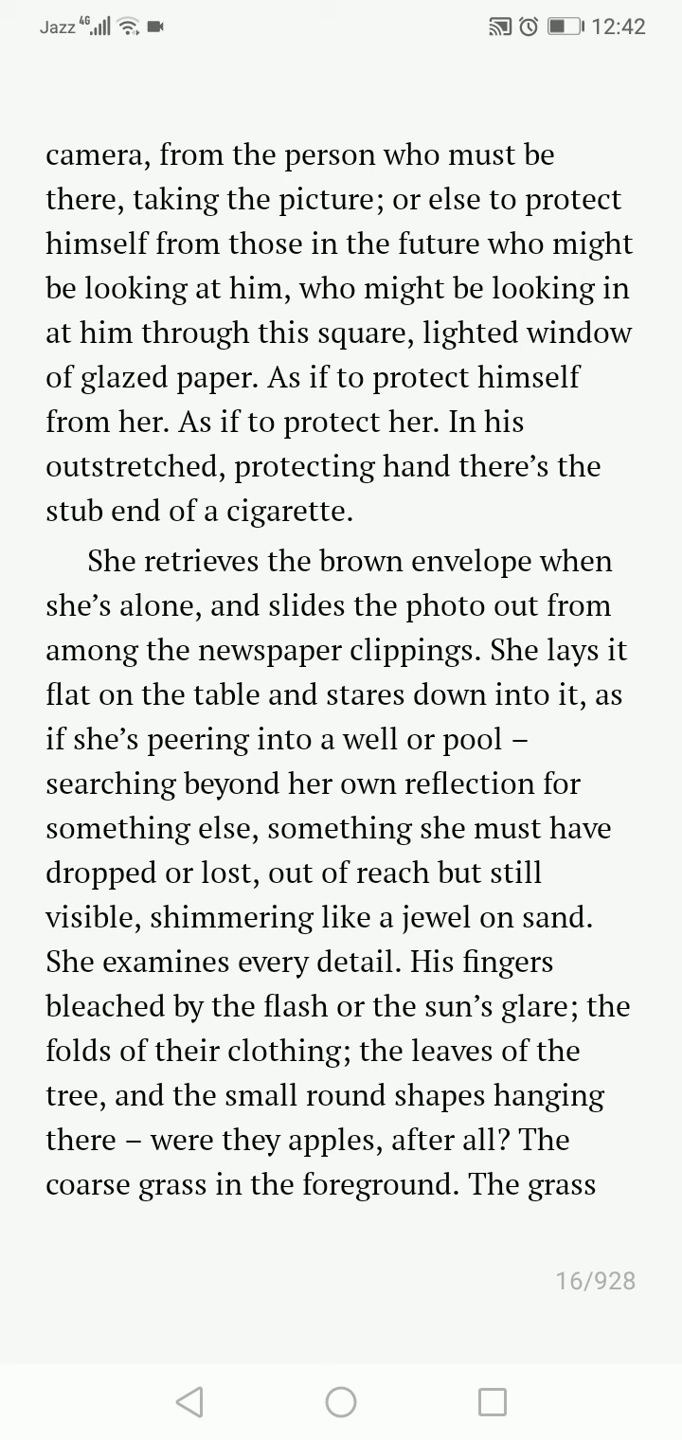 Jazz 4G 12:42
camera, from the person who must be
there, taking the picture; or else to protect
himself from those in the future who might
be looking at him, who might be looking in
at him through this square, lighted window
of glazed paper. As if to protect himself
from her. As if to protect her. In his
outstretched, protecting hand there’s the
stub end of a cigarette.
She retrieves the brown envelope when
she’s alone, and slides the photo out from
among the newspaper clippings. She lays it
flat on the table and stares down into it, as
if she’s peering into a well or pool –
searching beyond her own reflection for
something else, something she must have
dropped or lost, out of reach but still
visible, shimmering like a jewel on sand.
She examines every detail. His fingers
bleached by the flash or the sun’s glare; the
folds of their clothing; the leaves of the
tree, and the small round shapes hanging
there – were they apples, after all? The
coarse grass in the foreground. The grass
16/928